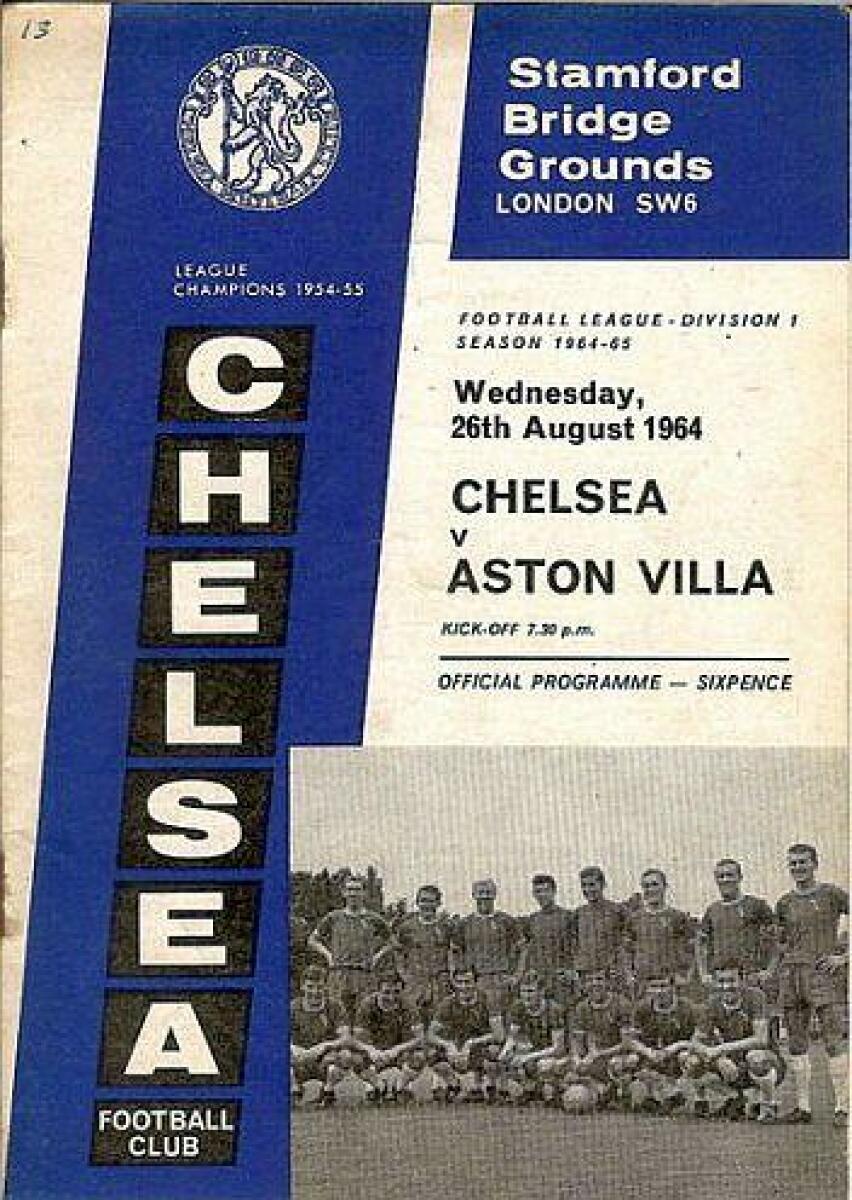 13
Stamford
Bridge
Grounds
LONDON SW6
LEAGUE
CHAMPIONS 1954-55
CHELSEA
FOOTBALL
CLUB
FOOTBALL LEAGUE - DIVISION 1
SEASON 1964-65
Wednesday,
26th August 1964
CHELSEA
v
ASTON VILLA
KICK-OFF 7.30 p.m.
OFFICIAL PROGRAMME — SIXPENCE